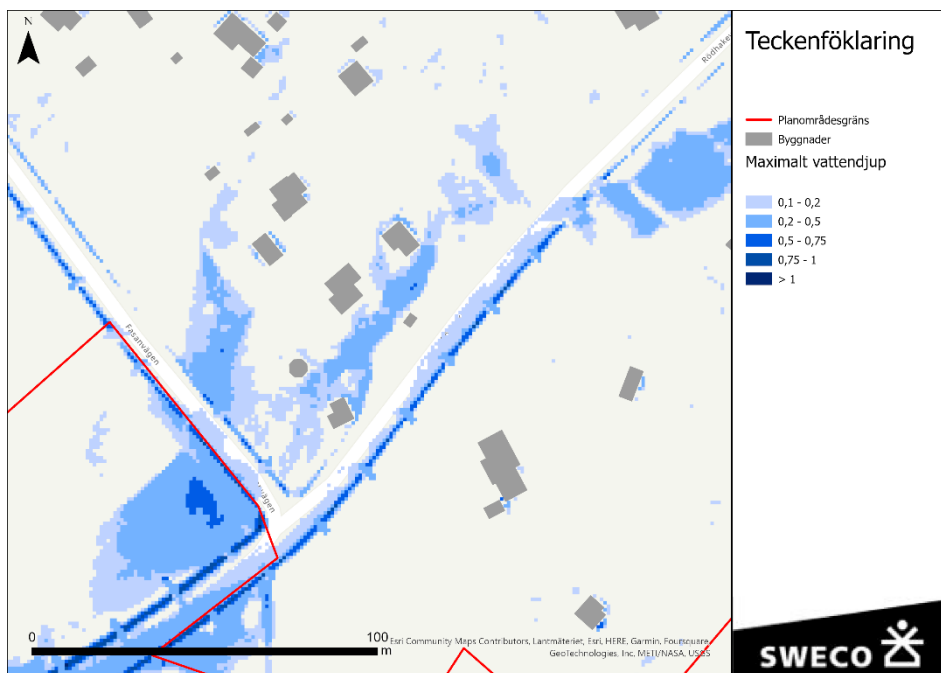 N
Rödhakev
Fasanvägen
vägen
0
100
m
Esri Community Maps Contributors, Lantmäteriet, Esri, HERE, Garmin, Foursquare,
GeoTechnologies, Inc, METI/NASA, USGS
Teckenföklaring
Planområdesgräns
Byggnader
Maximalt vattendjup
0,1 - 0,2
0,2 - 0,5
0,5 - 0,75
0,75 - 1
> 1
SWECO